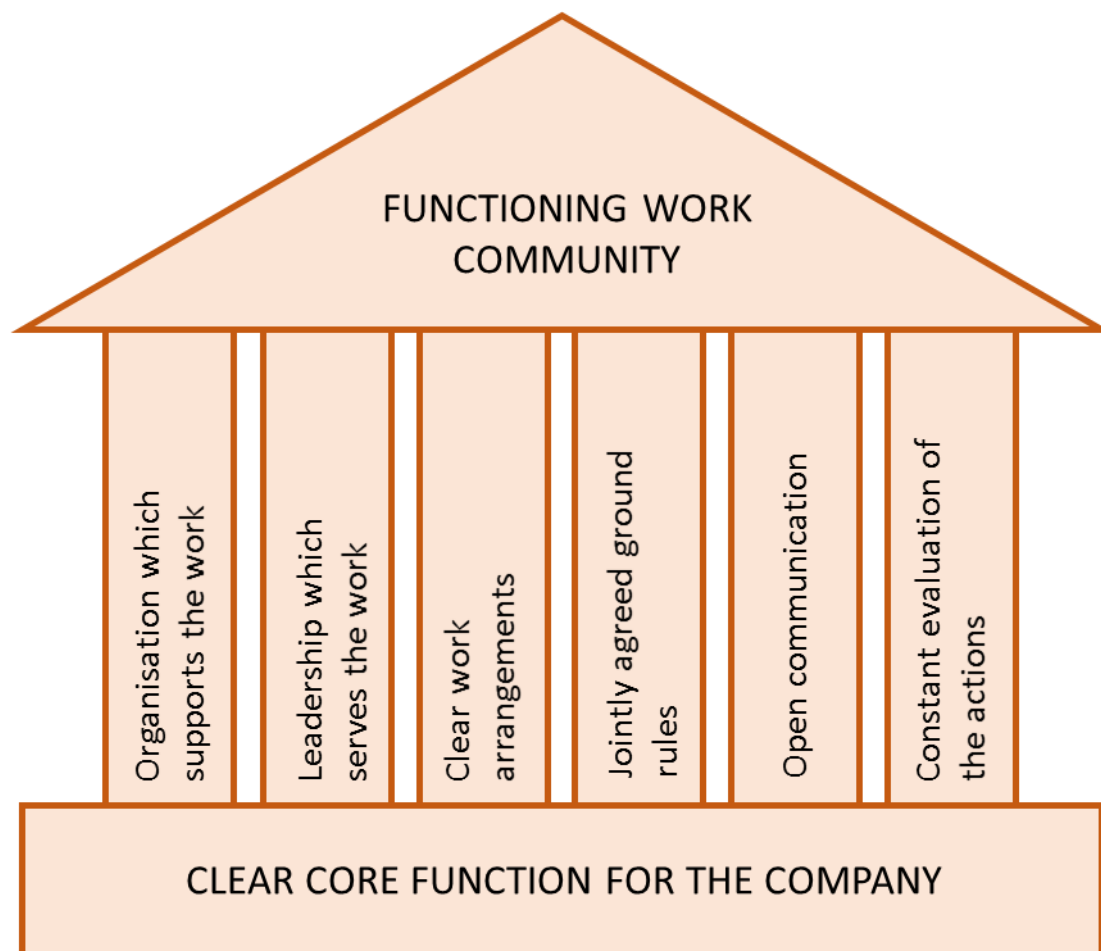 FUNCTIONING WORK
COMMUNITY
Organisation which
supports the work
Leadership which
serves the work
Clear work
arrangements
Jointly agreed ground
rules
Open communication
Constant evaluation of
the actions
CLEAR CORE FUNCTION FOR THE COMPANY